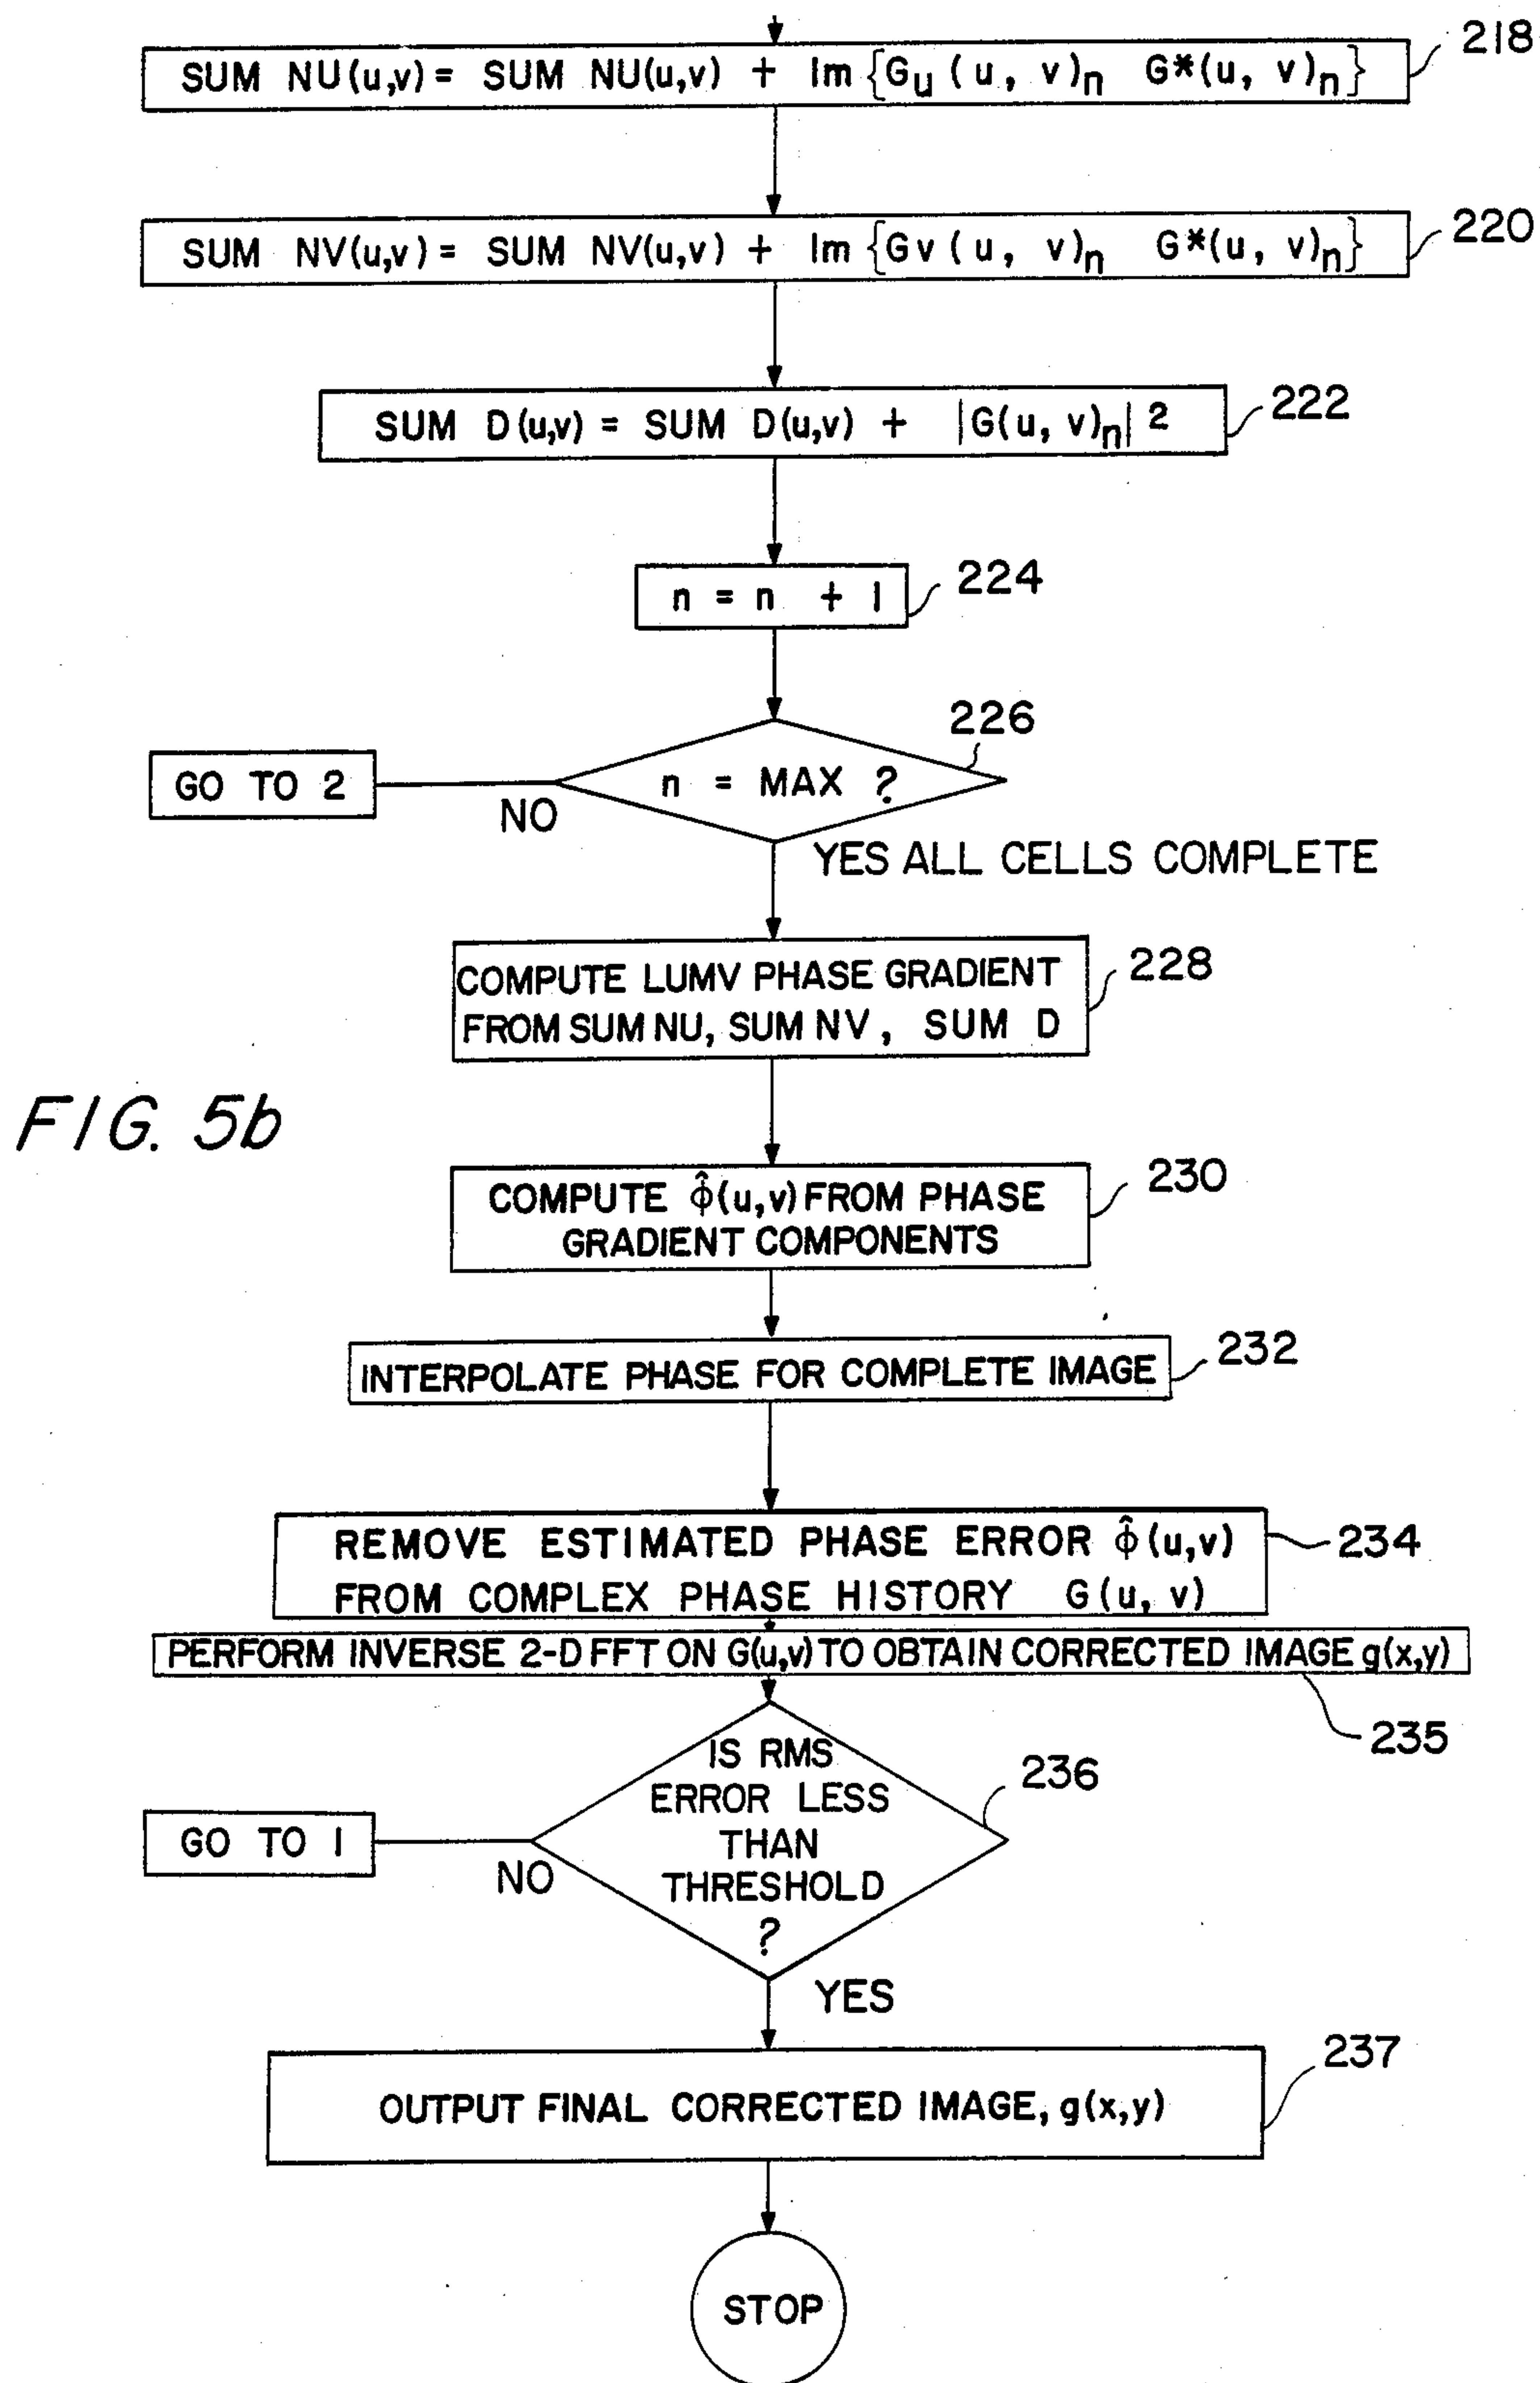 218
SUM NU(u,v) = SUM NU(u,v) + Im {Gu (u, v)n G*(u, v)n}
220
SUM NV(u,v) = SUM NV(u,v) + Im {Gv (u, v)n G*(u, v)n}
222
SUM D(u,v) = SUM D(u,v) + |G(u, v)n| 2
224
n = n + 1
226
n = MAX ?
GO TO 2
NO
YES ALL CELLS COMPLETE
228
COMPUTE LUMV PHASE GRADIENT
FROM SUM NU, SUM NV, SUM D
FIG. 5b
230
COMPUTE ϕ̂(u,v) FROM PHASE
GRADIENT COMPONENTS
232
INTERPOLATE PHASE FOR COMPLETE IMAGE
REMOVE ESTIMATED PHASE ERROR ϕ̂(u,v)
FROM COMPLEX PHASE HISTORY G(u, v)
234
PERFORM INVERSE 2-D FFT ON G(u,v) TO OBTAIN CORRECTED IMAGE g(x,y)
235
IS RMS
ERROR LESS
THAN
THRESHOLD
?
236
GO TO 1
NO
YES
237
OUTPUT FINAL CORRECTED IMAGE, g(x,y)
STOP